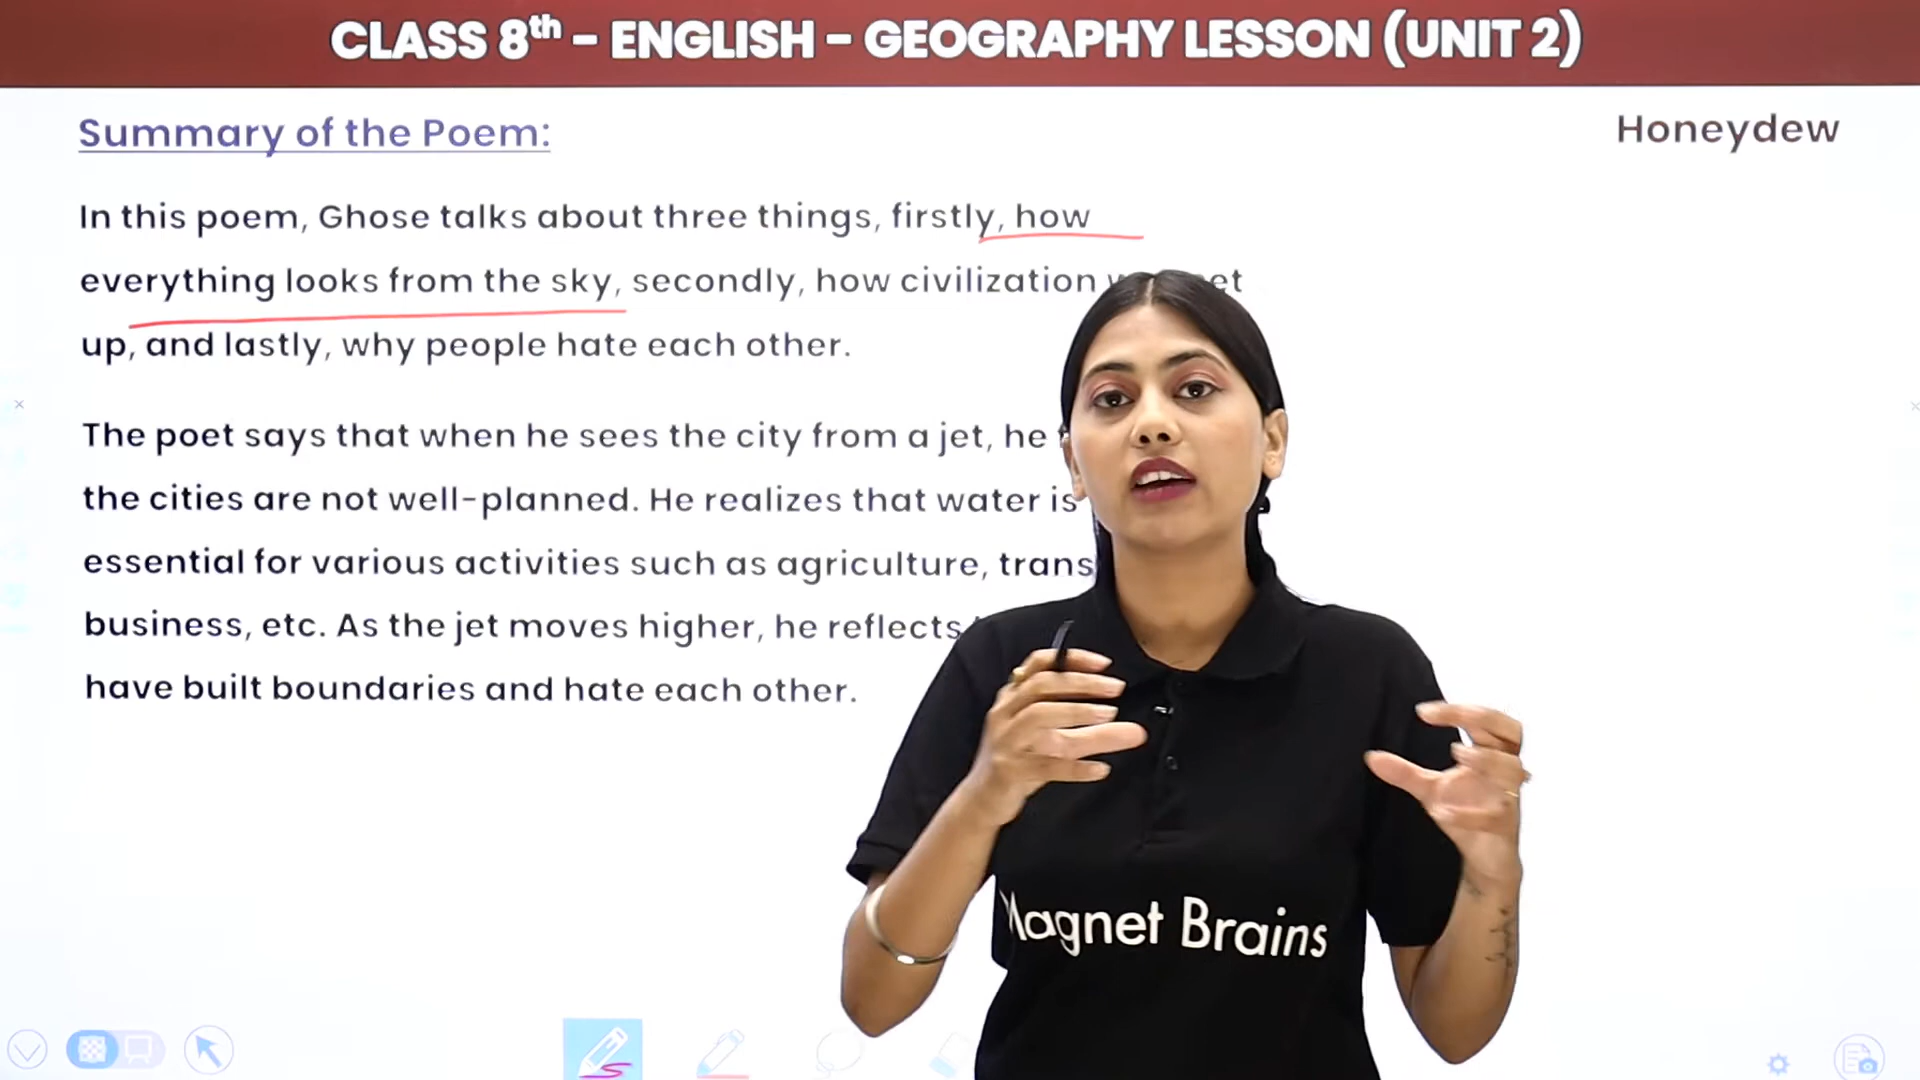 CLASS 8th - ENGLISH - GEOGRAPHY LESSON (UNIT 2)
Summary of the Poem:
Honeydew
In this poem, Ghose talks about three things, firstly, how
everything looks from the sky, secondly, how civilization
up, and lastly, why people hate each other.
The poet says that when he sees the city from a jet, he
the cities are not well-planned. He realizes that water is
essential for various activities such as agriculture, trans
business, etc. As the jet moves higher, he reflects
have built boundaries and hate each other.
Magnet Brains